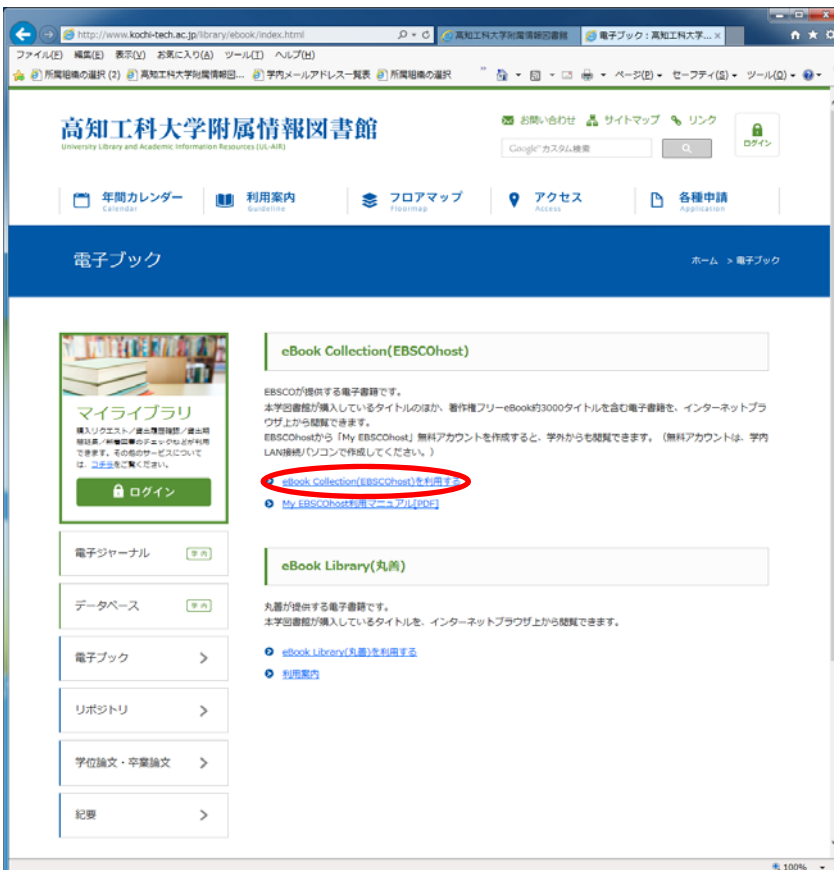 http://www.kochi-tech.ac.jp/library/ebook/index.html
高知工科大学附属情報図書館
電子ブック : 高知工科大学... ×
ファイル(F) 編集(E) 表示(V) お気に入り(A) ツール(T) ヘルプ(H)
所属組織の選択 (2) 高知工科大学附属情報図... 学内メールアドレス一覧表 所属組織の選択 ページ(P) セーフティ(S) ツール(O)
高知工科大学附属情報図書館
University Library and Academic Information Resources (UL-AIR)
お問い合わせ サイトマップ リンク
Google カスタム検索
ログイン
年間カレンダー 利用案内 フロアマップ アクセス 各種申請
Calendar Guideline Floormap Access Application
電子ブック
ホーム > 電子ブック
マイライブラリ
購入リクエスト/貸出履歴確認/貸出期
間延長/新着図書のチェックなどが利用
できます。その他のサービスについて
は、コチラをご覧ください。
ログイン
電子ジャーナル 学内
データベース 学内
電子ブック
リポジトリ
学位論文・卒業論文
紀要
eBook Collection(EBSCOhost)
EBSCOが提供する電子書籍です。
本学図書館が購入しているタイトルのほか、著作権フリーeBook約3000タイトルを含む電子書籍を、インターネットブラ
ウザ上から閲覧できます。
EBSCOhostから「My EBSCOhost」無料アカウントを作成すると、学外からも閲覧できます。（無料アカウントは、学内
LAN接続パソコンで作成してください。）
eBook Collection(EBSCOhost)を利用する
My EBSCOhost利用マニュアル[PDF]
eBook Library(丸善)
丸善が提供する電子書籍です。
本学図書館が購入しているタイトルを、インターネットブラウザ上から閲覧できます。
eBook Library(丸善)を利用する
利用案内
100%